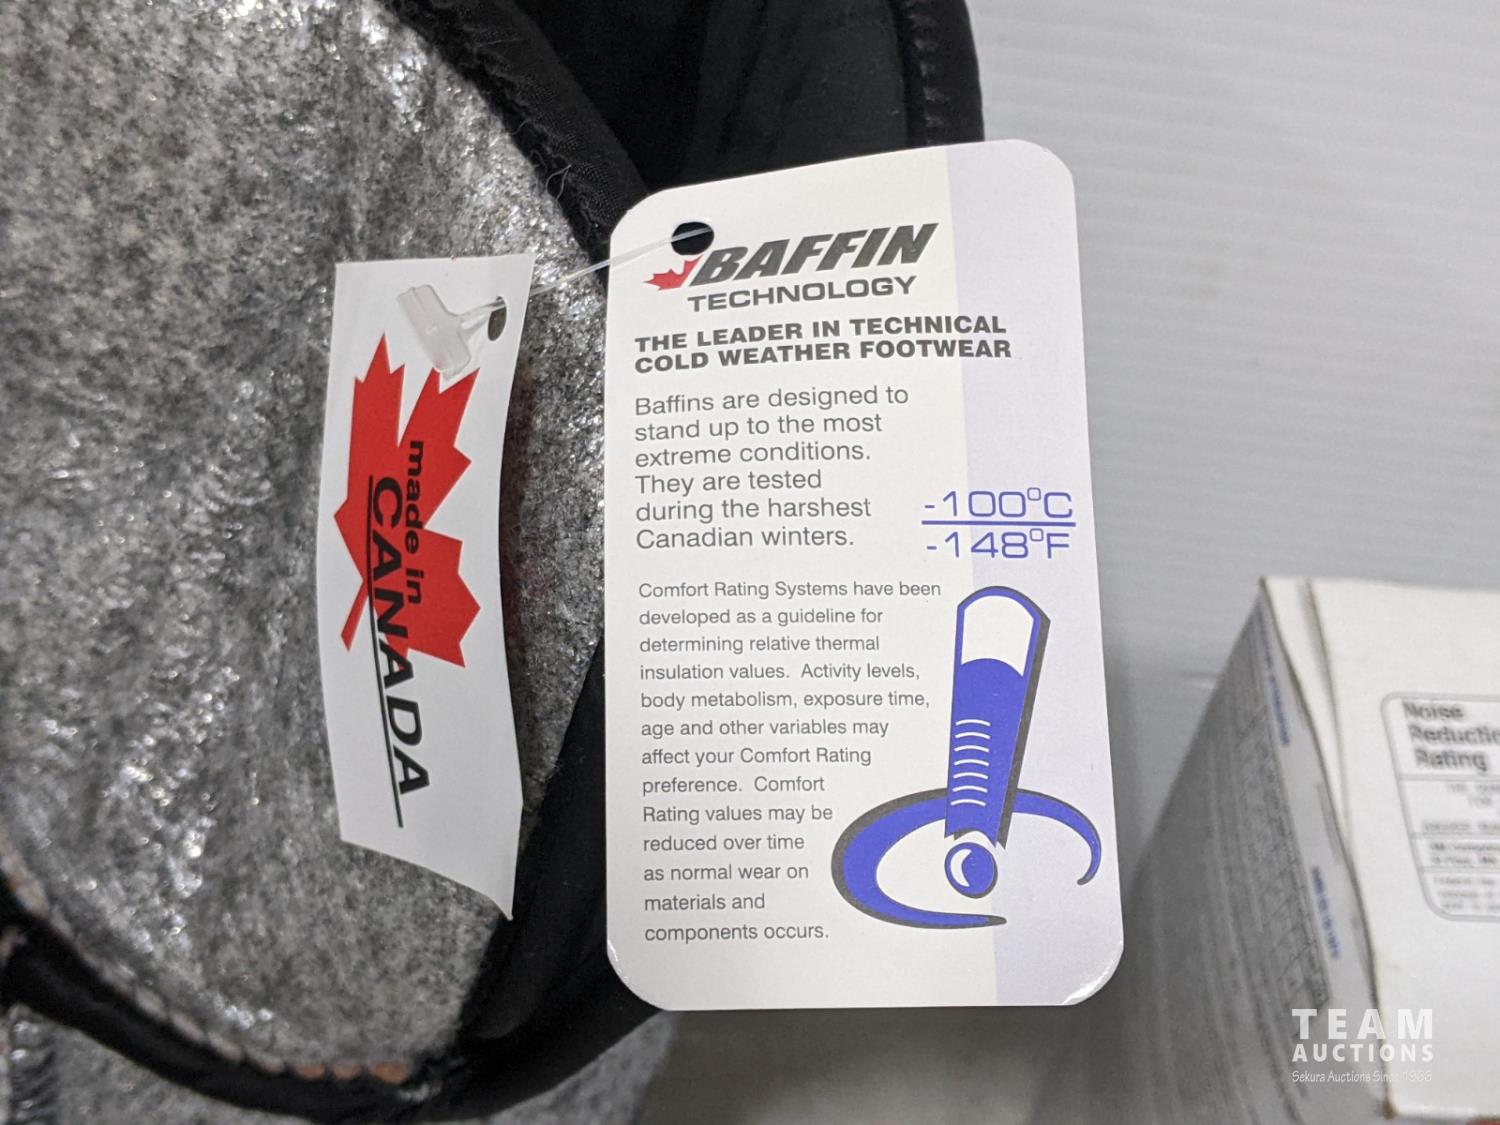 BAFFIN
TECHNOLOGY
THE LEADER IN TECHNICAL
COLD WEATHER FOOTWEAR
Baffins are designed to
stand up to the most
extreme conditions.
They are tested
during the harshest
Canadian winters.
-100°C
-148°F
Comfort Rating Systems have been
developed as a guideline for
determining relative thermal
insulation values. Activity levels,
body metabolism, exposure time,
age and other variables may
affect your Comfort Rating
preference. Comfort
Rating values may be
reduced over time
as normal wear on
materials and
components occurs.
made in
CANADA
Noise
Rating
TEAM
AUCTIONS
Sekura Auctions Since 1966